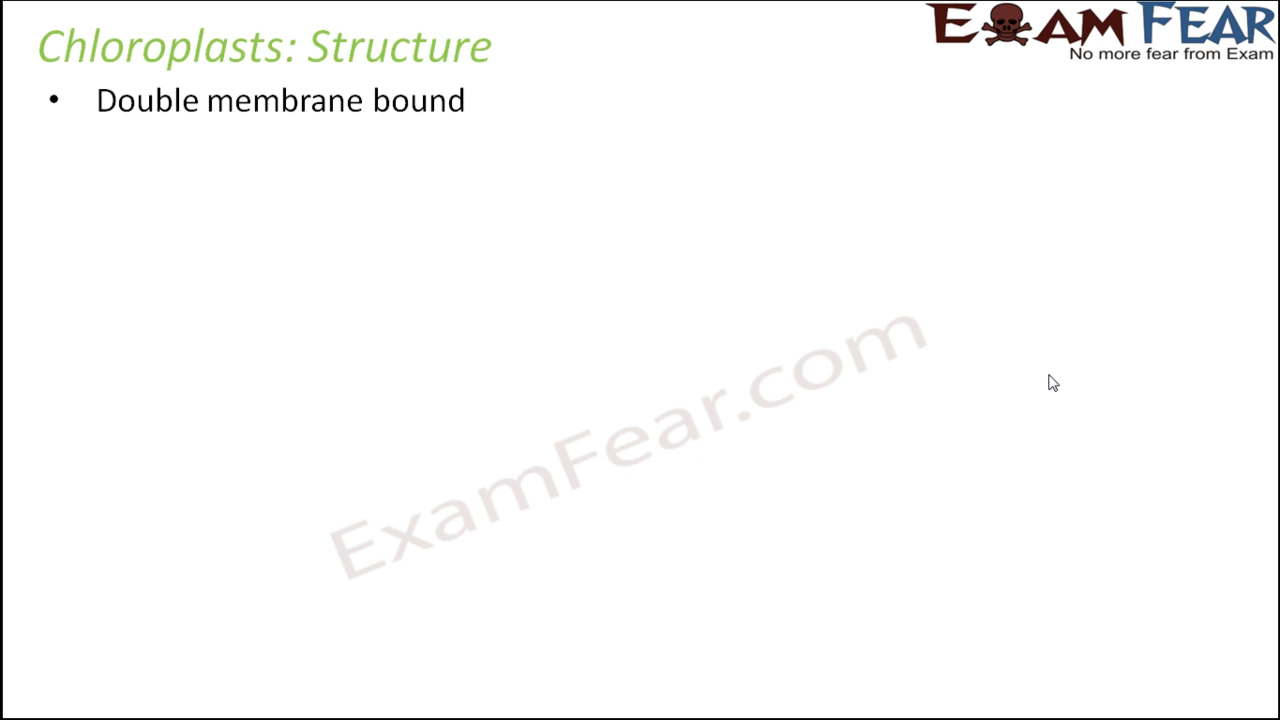 Chloroplasts: Structure
EXAM FEAR
No more fear from Exam
• Double membrane bound
ExamFear.com